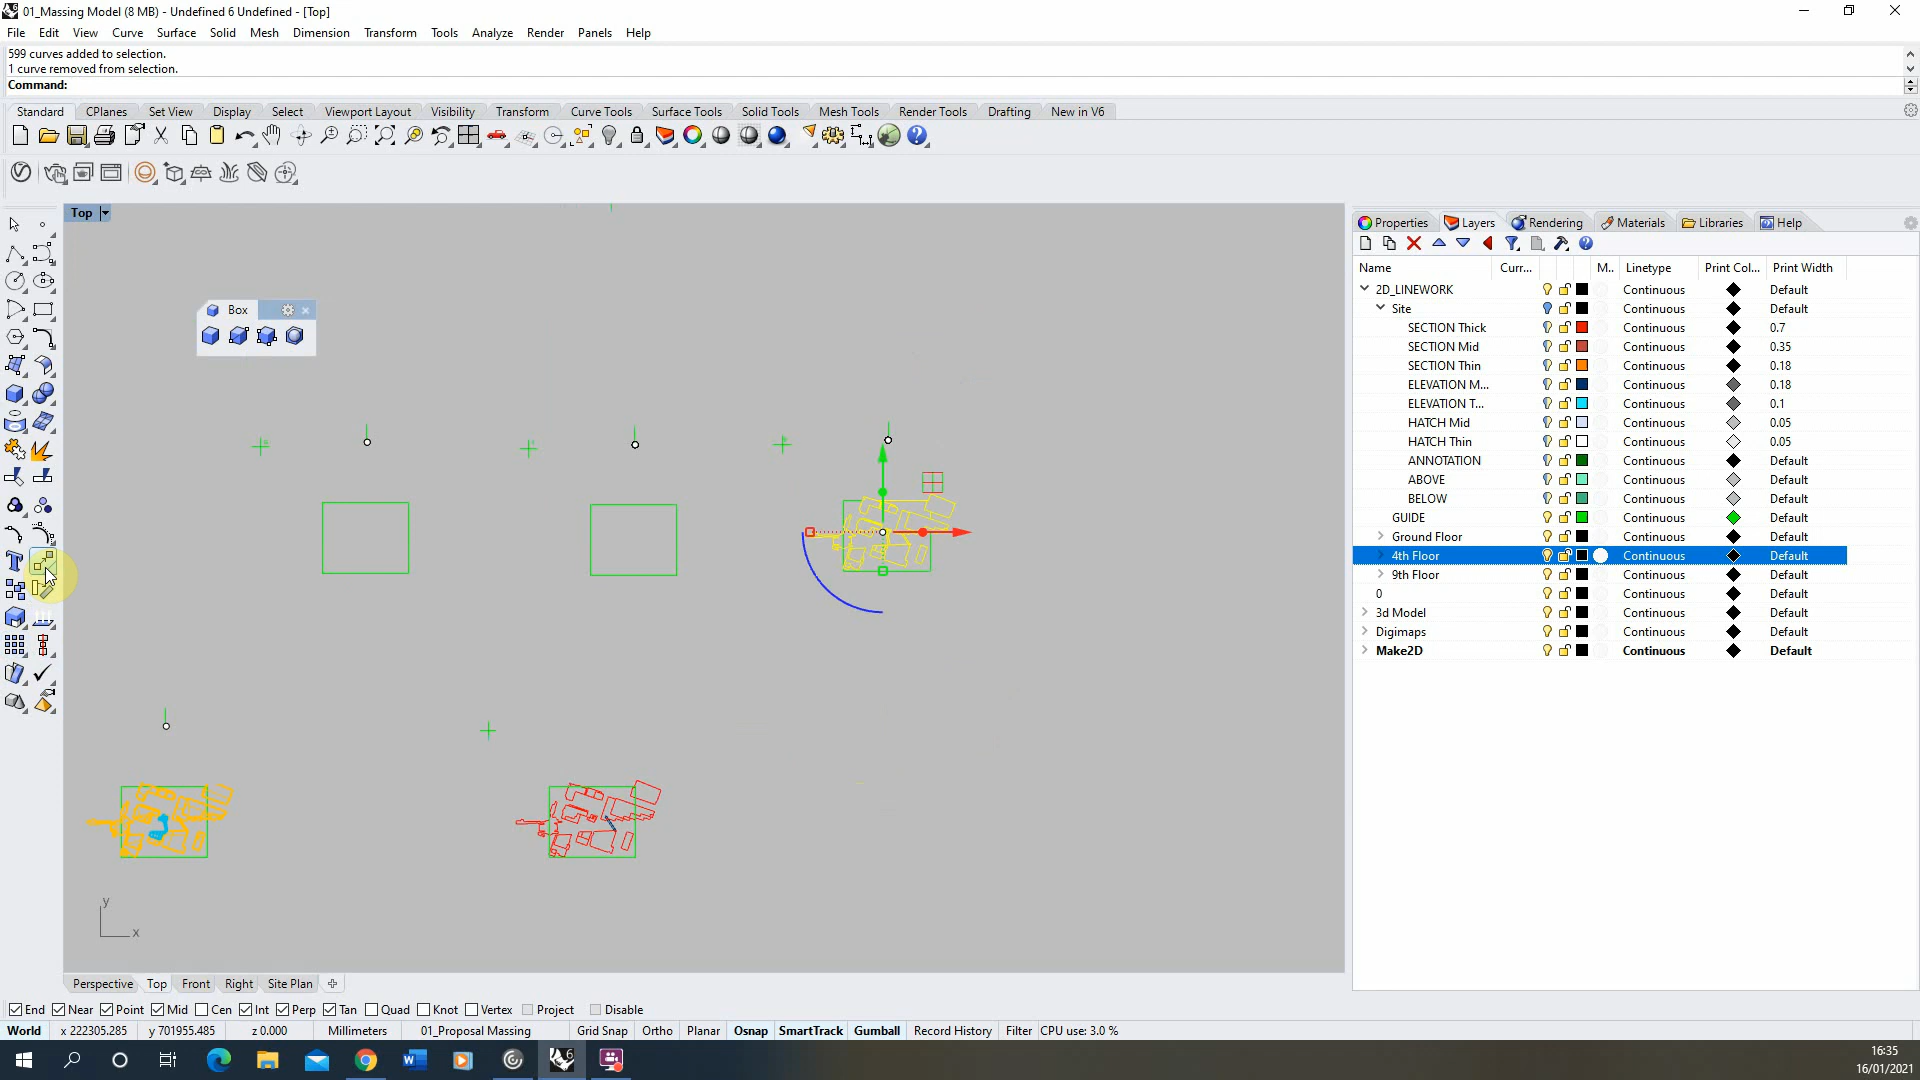 01_Massing Model (8 MB) - Undefined 6 Undefined - [Top]
File Edit View Curve Surface Solid Mesh Dimension Transform Tools Analyze Render Panels Help
599 curves added to selection.
1 curve removed from selection.
Command:
Standard CPlanes Set View Display Select Viewport Layout Visibility Transform Curve Tools Surface Tools Solid Tools Mesh Tools Render Tools Drafting New in V6
Top
Box
Properties Layers Rendering Materials Libraries Help
Name Curr... M.. Linetype Print Col... Print Width
2D_LINEWORK Continuous Default
Site Continuous Default
SECTION Thick Continuous 0.7
SECTION Mid Continuous 0.35
SECTION Thin Continuous 0.18
ELEVATION M... Continuous 0.18
ELEVATION T... Continuous 0.1
HATCH Mid Continuous 0.05
HATCH Thin Continuous 0.05
ANNOTATION Continuous Default
ABOVE Continuous Default
BELOW Continuous Default
GUIDE Continuous Default
Ground Floor Continuous Default
4th Floor Continuous Default
9th Floor Continuous Default
0 Continuous Default
3d Model Continuous Default
Digimaps Continuous Default
Make2D Continuous Default
y
x
Perspective Top Front Right Site Plan
End Near Point Mid Cen Int Perp Tan Quad Knot Vertex Project Disable
World x 222305.285 y 701955.485 z 0.000 Millimeters 01_Proposal Massing Grid Snap Ortho Planar Osnap SmartTrack Gumball Record History Filter CPU use: 3.0 %
16:35
16/01/2021